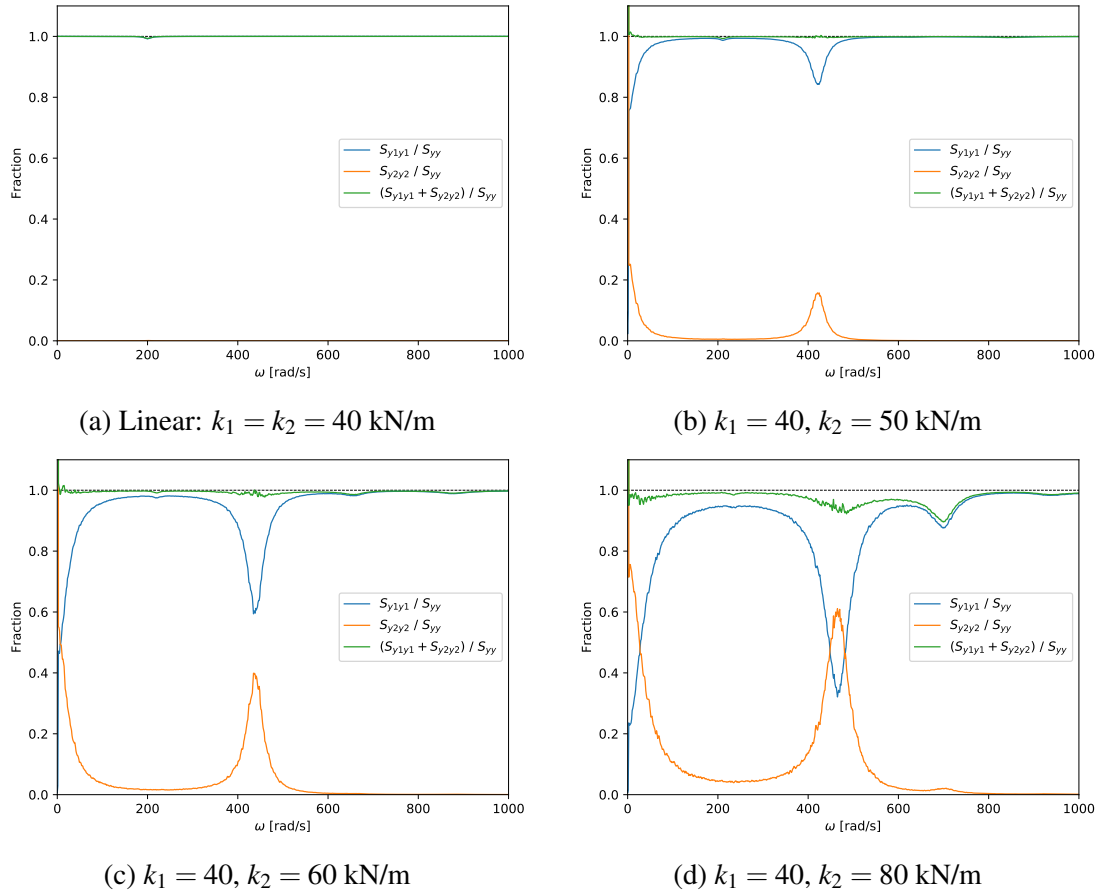 1.0
0.8
0.6
0.4
0.2
0.0
Fraction
S_{y1y1} / S_{yy}
S_{y2y2} / S_{yy}
(S_{y1y1} + S_{y2y2}) / S_{yy}
0 200 400 600 800 1000
ω [rad/s]
(a) Linear: k₁ = k₂ = 40 kN/m
1.0
0.8
0.6
0.4
0.2
0.0
Fraction
S_{y1y1} / S_{yy}
S_{y2y2} / S_{yy}
(S_{y1y1} + S_{y2y2}) / S_{yy}
0 200 400 600 800 1000
ω [rad/s]
(b) k₁ = 40, k₂ = 50 kN/m
1.0
0.8
0.6
0.4
0.2
0.0
Fraction
S_{y1y1} / S_{yy}
S_{y2y2} / S_{yy}
(S_{y1y1} + S_{y2y2}) / S_{yy}
0 200 400 600 800 1000
ω [rad/s]
(c) k₁ = 40, k₂ = 60 kN/m
1.0
0.8
0.6
0.4
0.2
0.0
Fraction
S_{y1y1} / S_{yy}
S_{y2y2} / S_{yy}
(S_{y1y1} + S_{y2y2}) / S_{yy}
0 200 400 600 800 1000
ω [rad/s]
(d) k₁ = 40, k₂ = 80 kN/m